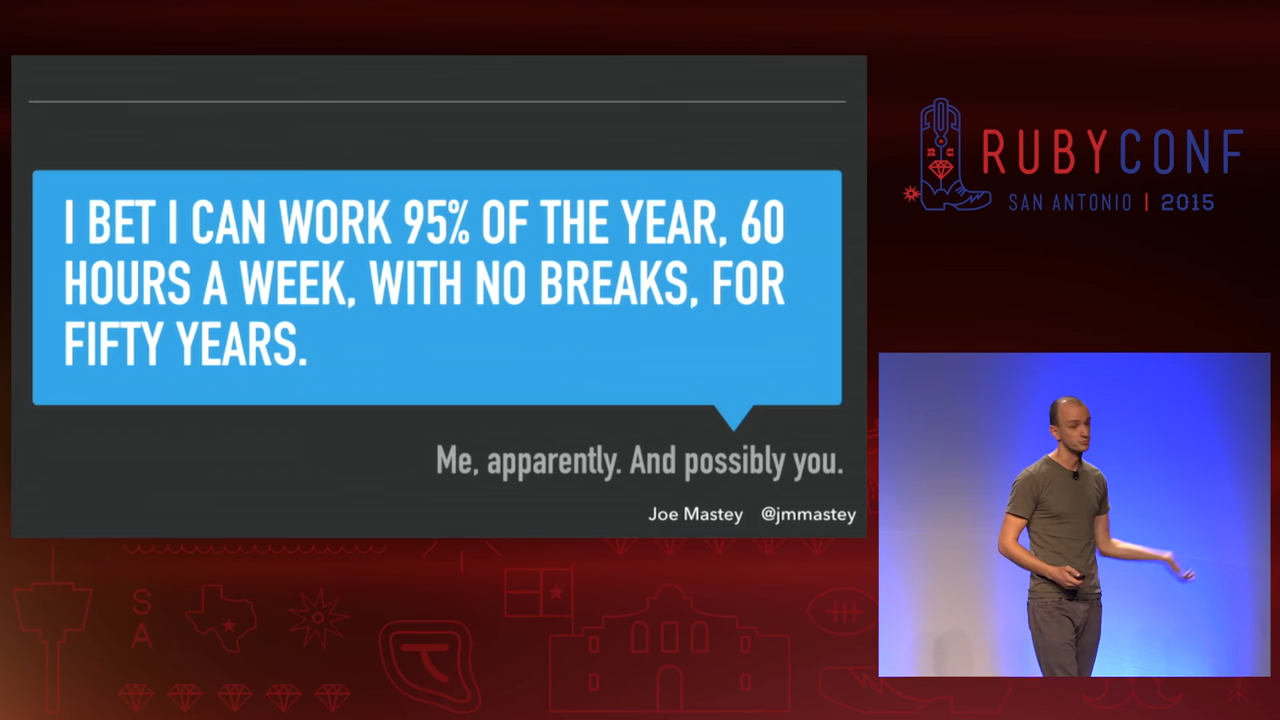 I BET I CAN WORK 95% OF THE YEAR, 60
HOURS A WEEK, WITH NO BREAKS, FOR
FIFTY YEARS.
Me, apparently. And possibly you.
Joe Mastey @jmmastey
RUBYCONF
SAN ANTONIO | 2015
S
A